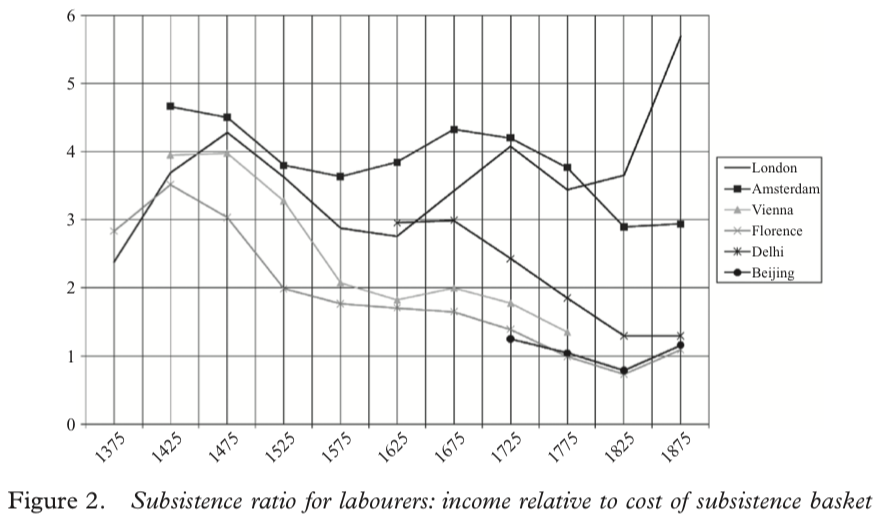 6
5
4
3
2
1
0
1375 1425 1475 1525 1575 1625 1675 1725 1775 1825 1875
London
Amsterdam
Vienna
Florence
Delhi
Beijing
Figure 2. Subsistence ratio for labourers: income relative to cost of subsistence basket